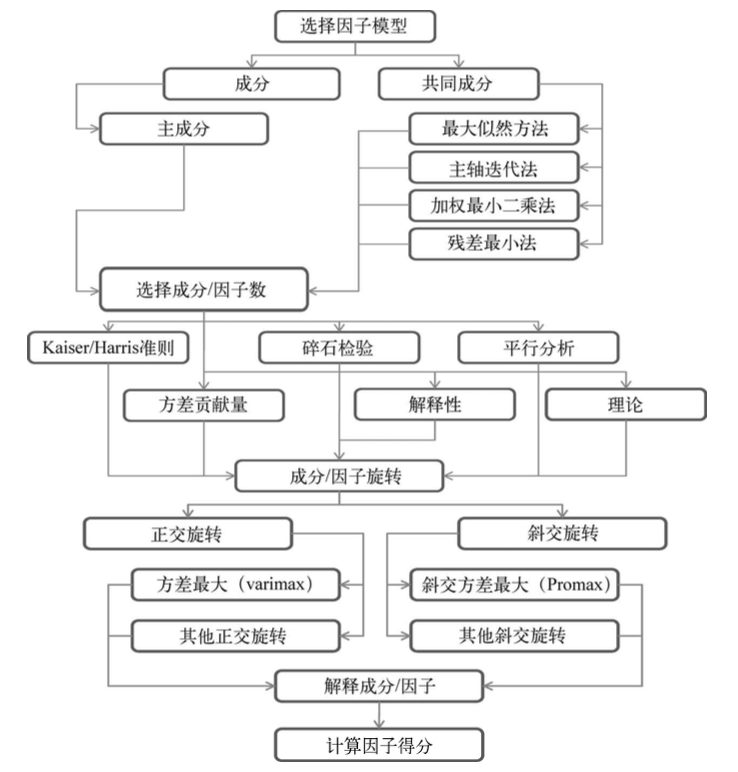 选择因子模型
成分
共同成分
主成分
最大似然方法
主轴迭代法
加权最小二乘法
残差最小法
选择成分/因子数
Kaiser/Harris准则
碎石检验
平行分析
方差贡献量
解释性
理论
成分/因子旋转
正交旋转
斜交旋转
方差最大（varimax）
斜交方差最大（Promax）
其他正交旋转
其他斜交旋转
解释成分/因子
计算因子得分